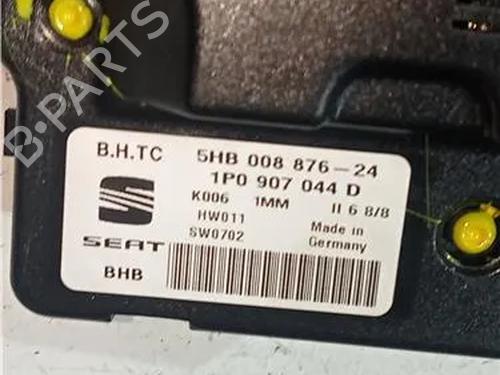 B-PARTS
B.H.TC 5HB 008 876-24
1P0 907 044 D
K006 1MM II 6 8/8
HW011 Made in
SW0702 Germany
SEAT
BHB